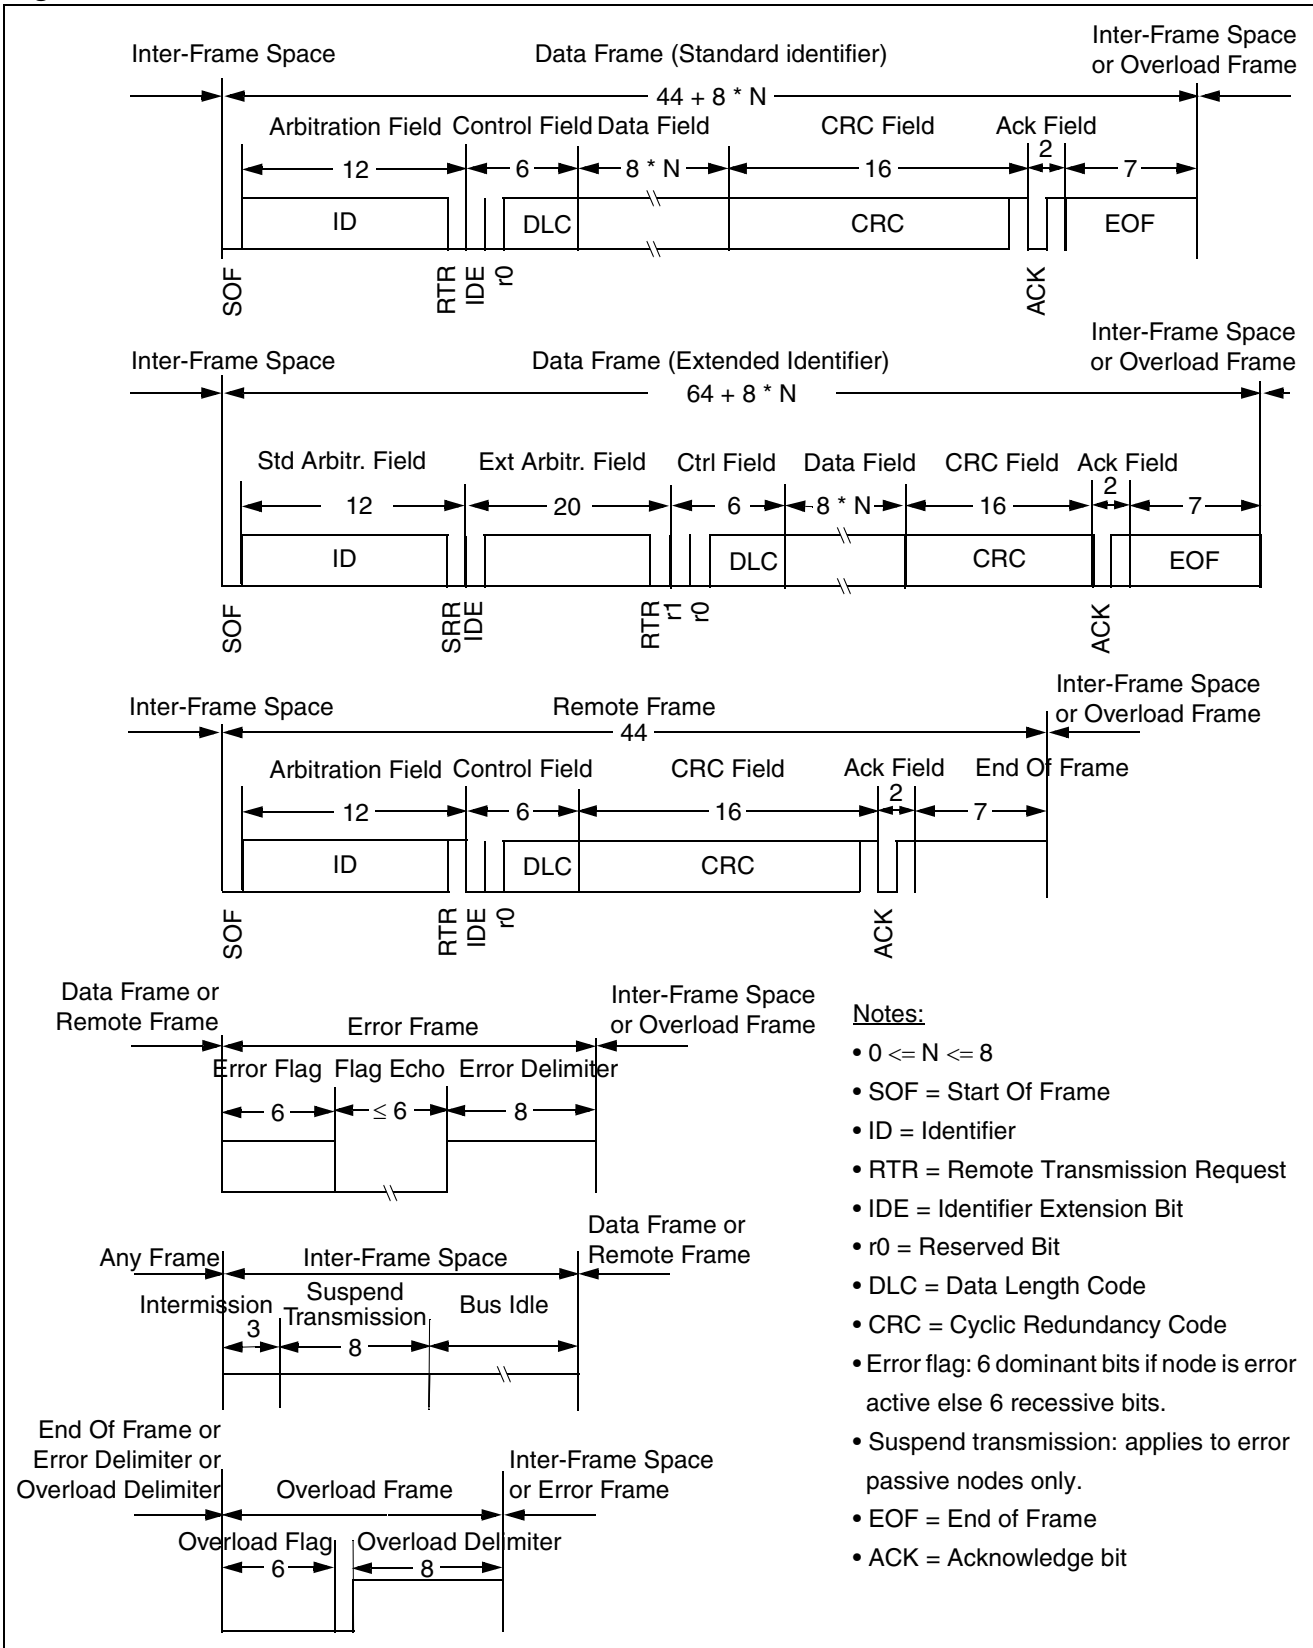 Inter-Frame Space
Data Frame (Standard identifier)
Inter-Frame Space
or Overload Frame
44 + 8 * N
Arbitration Field
Control Field
Data Field
CRC Field
Ack Field
12
6
8 * N
16
2
7
ID
DLC
CRC
EOF
SOF
RTR
IDE
r0
ACK
Inter-Frame Space
Data Frame (Extended Identifier)
Inter-Frame Space
or Overload Frame
64 + 8 * N
Std Arbitr. Field
Ext Arbitr. Field
Ctrl Field
Data Field
CRC Field
Ack Field
12
20
6
8 * N
16
2
7
ID
DLC
CRC
EOF
SOF
SRR
IDE
RTR
r1
r0
ACK
Inter-Frame Space
Remote Frame
Inter-Frame Space
or Overload Frame
44
Arbitration Field
Control Field
CRC Field
Ack Field
End Of Frame
12
6
16
2
7
ID
DLC
CRC
SOF
RTR
IDE
r0
ACK
Data Frame or
Remote Frame
Error Frame
Inter-Frame Space
or Overload Frame
Error Flag
Flag Echo
Error Delimiter
6
≤ 6
8
Any Frame
Inter-Frame Space
Data Frame or
Remote Frame
Intermission
Suspend
Transmission
Bus Idle
3
8
End Of Frame or
Error Delimiter or
Overload Delimiter
Overload Frame
Inter-Frame Space
or Error Frame
Overload Flag
Overload Delimiter
6
8
Notes:
• 0 <= N <= 8
• SOF = Start Of Frame
• ID = Identifier
• RTR = Remote Transmission Request
• IDE = Identifier Extension Bit
• r0 = Reserved Bit
• DLC = Data Length Code
• CRC = Cyclic Redundancy Code
• Error flag: 6 dominant bits if node is error
active else 6 recessive bits.
• Suspend transmission: applies to error
passive nodes only.
• EOF = End of Frame
• ACK = Acknowledge bit